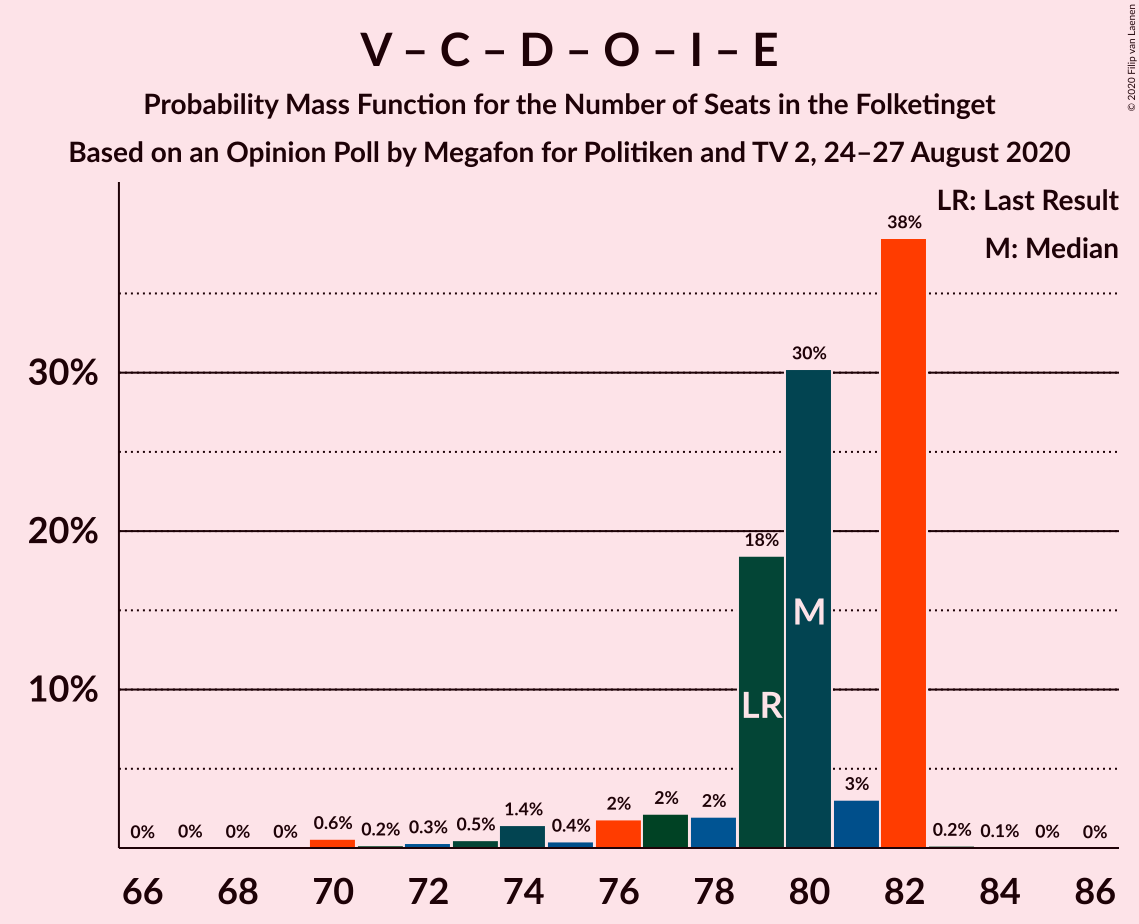 V – C – D – O – I – E
Probability Mass Function for the Number of Seats in the Folketinget
Based on an Opinion Poll by Megafon for Politiken and TV 2, 24–27 August 2020
© 2020 Filip van Laenen
LR: Last Result
M: Median
38%
30%
30%
20%
18%
M
10%
LR
3%
2%
2%
2%
1.4%
0.6%
0.5%
0.4%
0.3%
0.2%
0.2%
0.1%
0%
0%
0%
0%
0%
0%
66 68 70 72 74 76 78 80 82 84 86